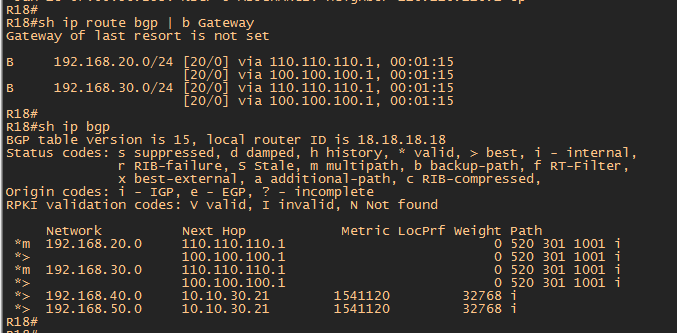 R18#
R18#sh ip route bgp | b Gateway
Gateway of last resort is not set
B     192.168.20.0/24 [20/0] via 110.110.110.1, 00:01:15
                      [20/0] via 100.100.100.1, 00:01:15
B     192.168.30.0/24 [20/0] via 110.110.110.1, 00:01:15
                      [20/0] via 100.100.100.1, 00:01:15
R18#
R18#sh ip bgp
BGP table version is 15, local router ID is 18.18.18.18
Status codes: s suppressed, d damped, h history, * valid, > best, i - internal,
              r RIB-failure, S Stale, m multipath, b backup-path, f RT-Filter,
              x best-external, a additional-path, c RIB-compressed,
Origin codes: i - IGP, e - EGP, ? - incomplete
RPKI validation codes: V valid, I invalid, N Not found
     Network          Next Hop            Metric LocPrf Weight Path
 *m  192.168.20.0     110.110.110.1                          0 520 301 1001 i
 *>                   100.100.100.1                          0 520 301 1001 i
 *m  192.168.30.0     110.110.110.1                          0 520 301 1001 i
 *>                   100.100.100.1                          0 520 301 1001 i
 *>  192.168.40.0     10.10.30.21        1541120         32768 i
 *>  192.168.50.0     10.10.30.21        1541120         32768 i
R18#
R18#